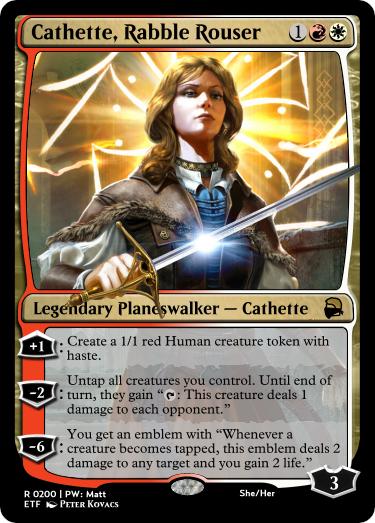 Cathette, Rabble Rouser 1
Legendary Planeswalker — Cathette
+1: Create a 1/1 red Human creature token with
haste.
−2: Untap all creatures you control. Until end of
turn, they gain “: This creature deals 1
damage to each opponent.”
−6: You get an emblem with “Whenever a
creature becomes tapped, this emblem deals 2
damage to any target and you gain 2 life.”
3
R 0200 | PW: Matt She/Her
ETF Peter Kovacs